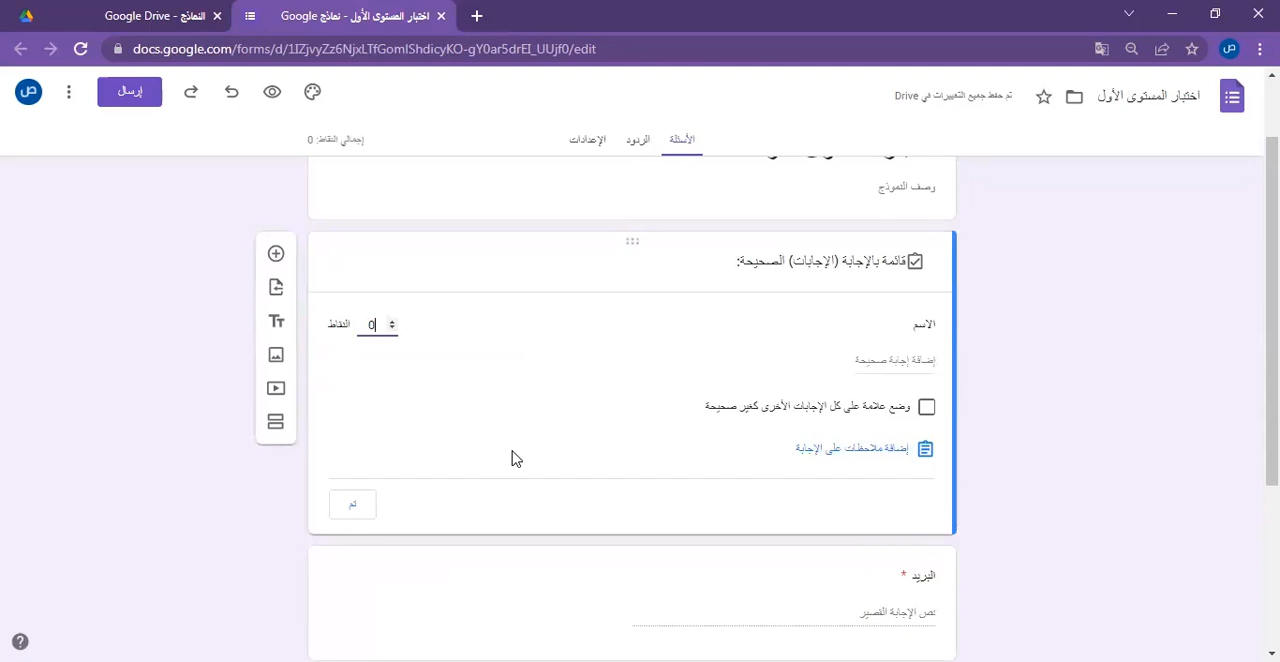 النماذج - Google Drive
اختبار المستوى الأول - نماذج Google
docs.google.com/forms/d/1IZjvyZz6NjxLTfGomIShdicyKO-gY0ar5drEI_UUjf0/edit
ص
ص
إرسال
تم حفظ جميع التغييرات في Drive
اختبار المستوى الأول
الأسئلة
الردود
الإعدادات
إجمالي النقاط: 0
وصف النموذج
قائمة بالإجابة (الإجابات) الصحيحة:
الاسم
0 النقاط
إضافة إجابة صحيحة
وضع علامة على كل الإجابات الأخرى كغير صحيحة
إضافة ملاحظات على الإجابة
تم
البريد *
نص الإجابة القصير